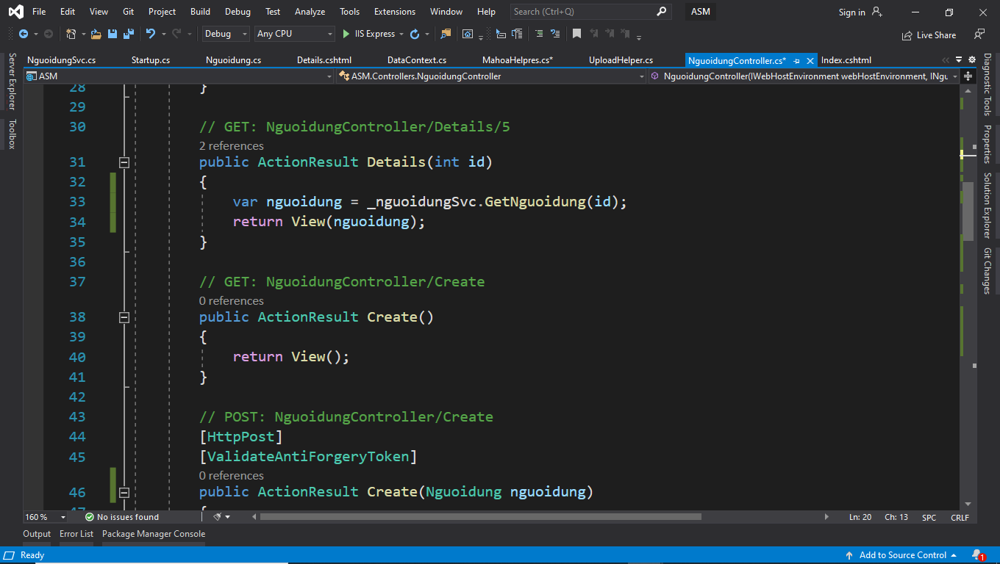 File Edit View Git Project Build Debug Test Analyze Tools Extensions Window Help Search (Ctrl+Q) ASM Sign in
Debug Any CPU IIS Express Live Share
NguoidungSvc.cs Startup.cs Nguoidung.cs Details.cshtml DataContext.cs MahoaHelpres.cs* UploadHelper.cs NguoidungController.cs* Index.cshtml
ASM ASM.Controllers.NguoidungController NguoidungController(IWebHostEnvironment webHostEnvironment, INgu
Server Explorer
Toolbox
28 }
29
30 // GET: NguoidungController/Details/5
2 references
31 public ActionResult Details(int id)
32 {
33 var nguoidung = _nguoidungSvc.GetNguoidung(id);
34 return View(nguoidung);
35 }
36
37 // GET: NguoidungController/Create
0 references
38 public ActionResult Create()
39 {
40 return View();
41 }
42
43 // POST: NguoidungController/Create
44 [HttpPost]
45 [ValidateAntiForgeryToken]
0 references
46 public ActionResult Create(Nguoidung nguoidung)
47 {
Diagnostic Tools
Properties
Solution Explorer
Git Changes
160 % No issues found Ln: 20 Ch: 13 SPC CRLF
Output Error List Package Manager Console
Ready Add to Source Control 1